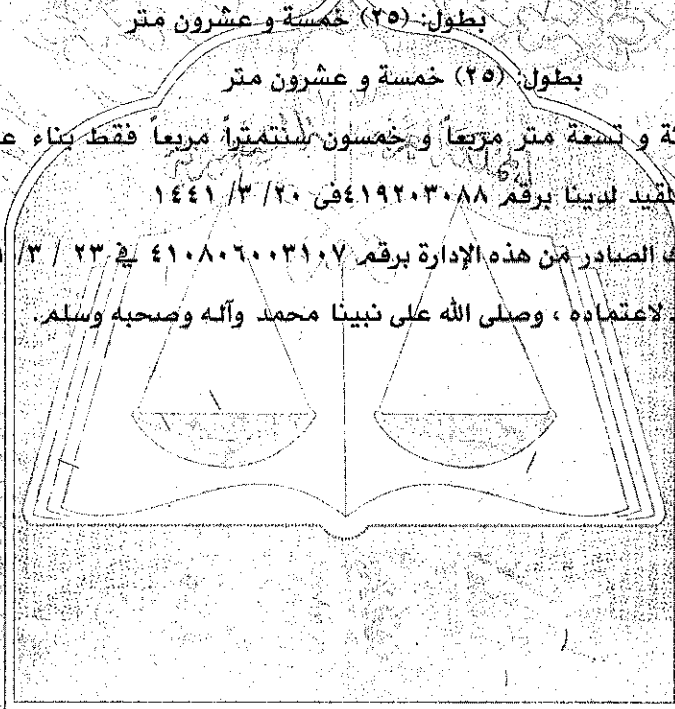 بطول: (٢٥) خمسة و عشرون متر
بطول: (٢٥) خمسة و عشرون متر
و تسعة متر مربعاً و خمسون سنتمتراً مربعاً فقط بناء
لدينا برقم ٤١٩٢٠٣٠٨٨ في ٢٠ /٣ /١٤٤١
الصادر من هذه الإدارة برقم ٤١٠٨٠٦٠٠٣١٠٧ في ٢٣ / ٣ /
لاعتماده ، وصلى الله على نبينا محمد وآله وصحبه وسلم.